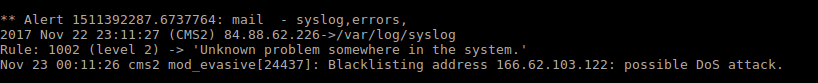 ** Alert 1511392287.6737764: mail  - syslog,errors,
2017 Nov 22 23:11:27 (CMS2) 84.88.62.226->/var/log/syslog
Rule: 1002 (level 2) -> 'Unknown problem somewhere in the system.'
Nov 23 00:11:26 cms2 mod_evasive[24437]: Blacklisting address 166.62.103.122: possible DoS attack.